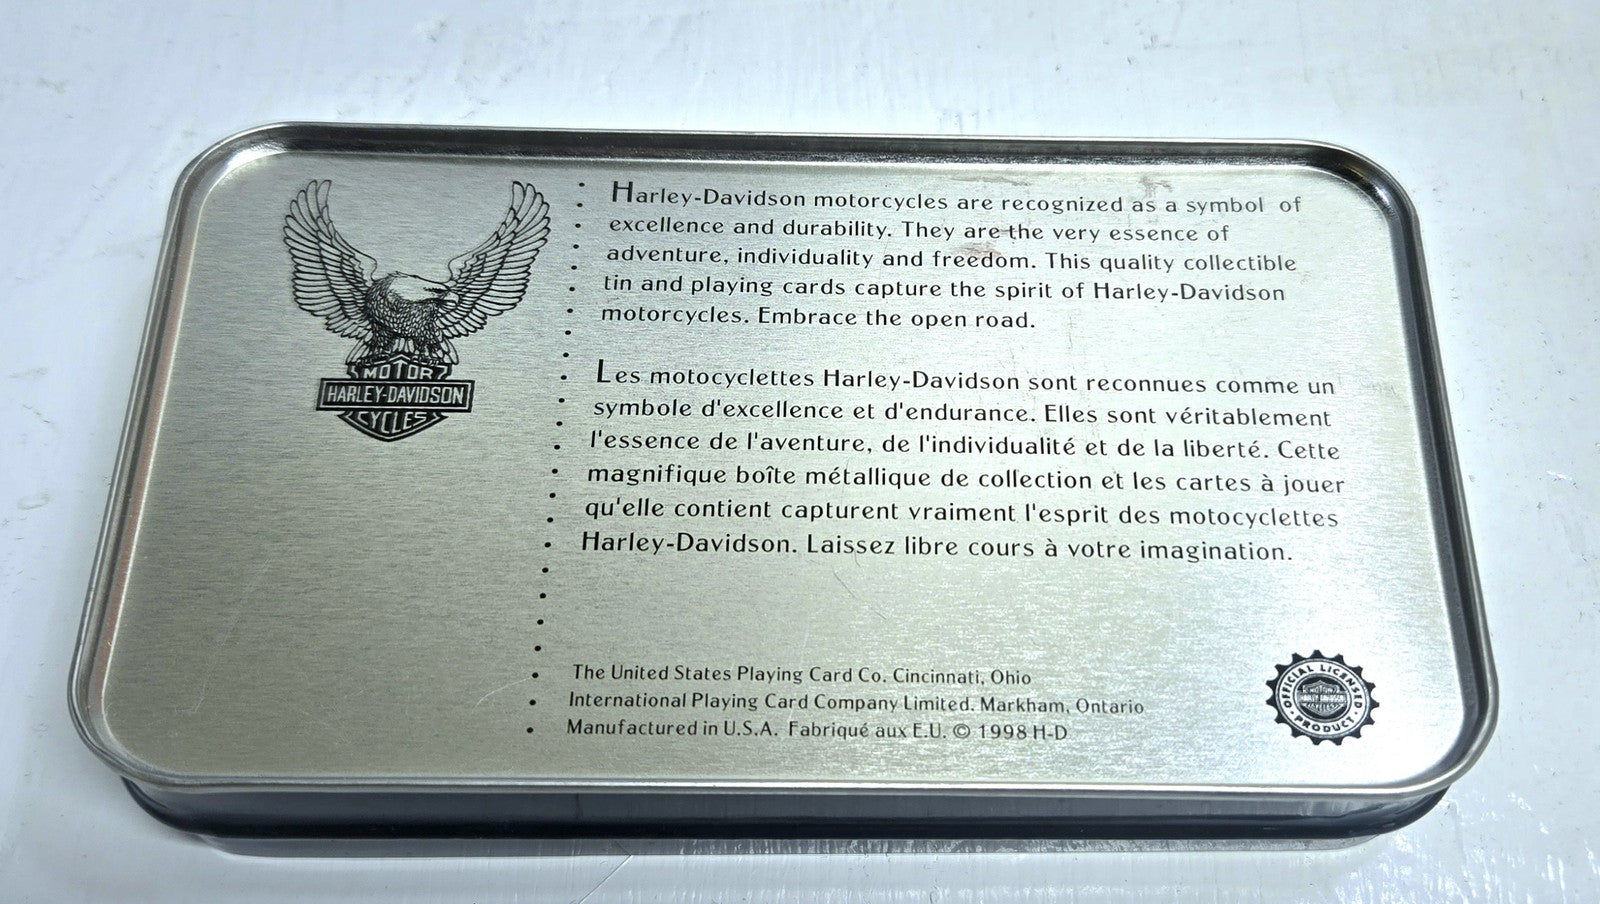 MOTOR
HARLEY-DAVIDSON
CYCLES
Harley-Davidson motorcycles are recognized as a symbol of
excellence and durability. They are the very essence of
adventure, individuality and freedom. This quality collectible
tin and playing cards capture the spirit of Harley-Davidson
motorcycles. Embrace the open road.
Les motocyclettes Harley-Davidson sont reconnues comme un
symbole d'excellence et d'endurance. Elles sont véritablement
l'essence de l'aventure, de l'individualité et de la liberté. Cette
magnifique boîte métallique de collection et les cartes à jouer
qu'elle contient capturent vraiment l'esprit des motocyclettes
Harley-Davidson. Laissez libre cours à votre imagination.
The United States Playing Card Co. Cincinnati, Ohio
International Playing Card Company Limited. Markham, Ontario
Manufactured in U.S.A. Fabriqué aux E.U. © 1998 H-D
OFFICIAL LICENSED
MOTOR
HARLEY-DAVIDSON
CYCLES
PRODUCT